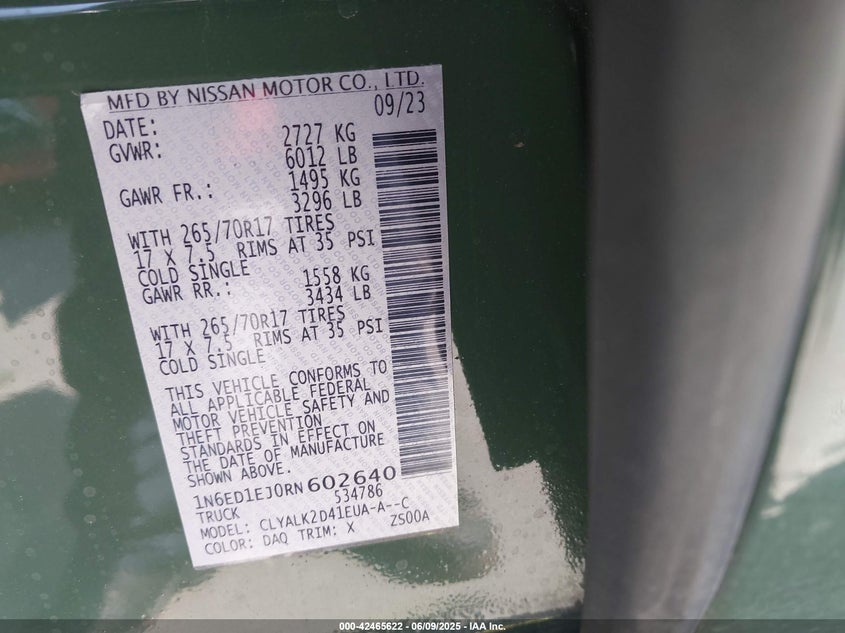 MFD BY NISSAN MOTOR CO., LTD.
DATE: 09/23
GVWR: 2727 KG
6012 LB
GAWR FR.: 1495 KG
3296 LB
WITH 265/70R17 TIRES
17 X 7.5 RIMS AT 35 PSI
COLD SINGLE
GAWR RR.: 1558 KG
3434 LB
WITH 265/70R17 TIRES
17 X 7.5 RIMS AT 35 PSI
COLD SINGLE
THIS VEHICLE CONFORMS TO
ALL APPLICABLE FEDERAL
MOTOR VEHICLE SAFETY AND
THEFT PREVENTION
STANDARDS IN EFFECT ON
THE DATE OF MANUFACTURE
SHOWN ABOVE.
1N6ED1EJ0RN602640
TRUCK 534786
MODEL: CLYALK2D41EUA-A--C
COLOR: DAQ TRIM: X ZS00A
000-42465622 - 06/09/2025 - IAA Inc.